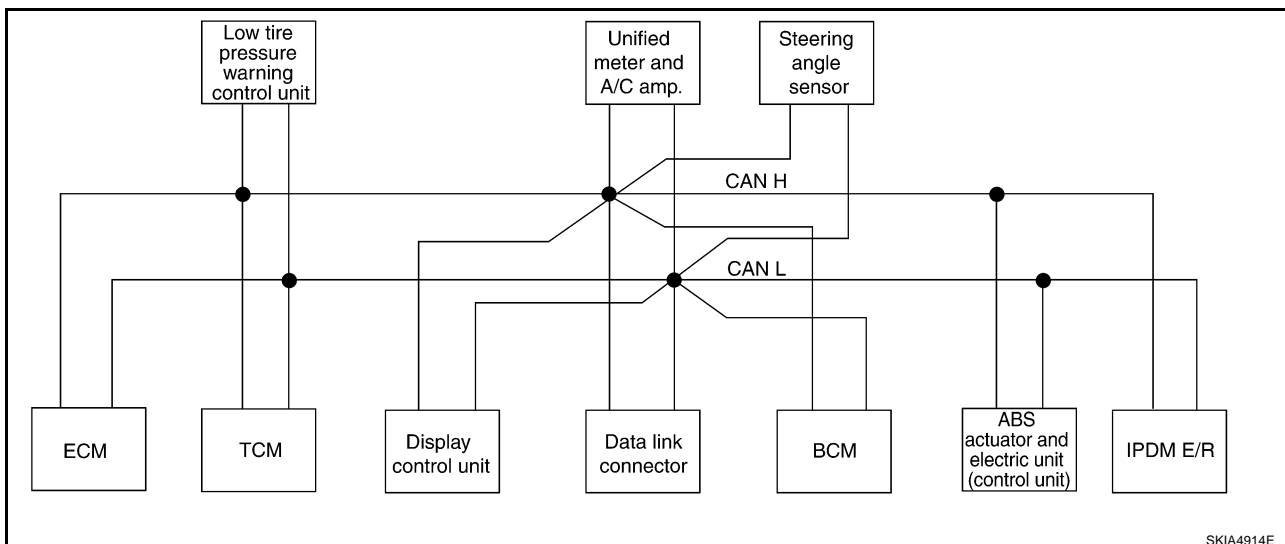 Low tire
pressure
warning
control unit
Unified
meter and
A/C amp.
Steering
angle
sensor
CAN H
CAN L
ECM
TCM
Display
control unit
Data link
connector
BCM
ABS
actuator and
electric unit
(control unit)
IPDM E/R
SKIA4914E